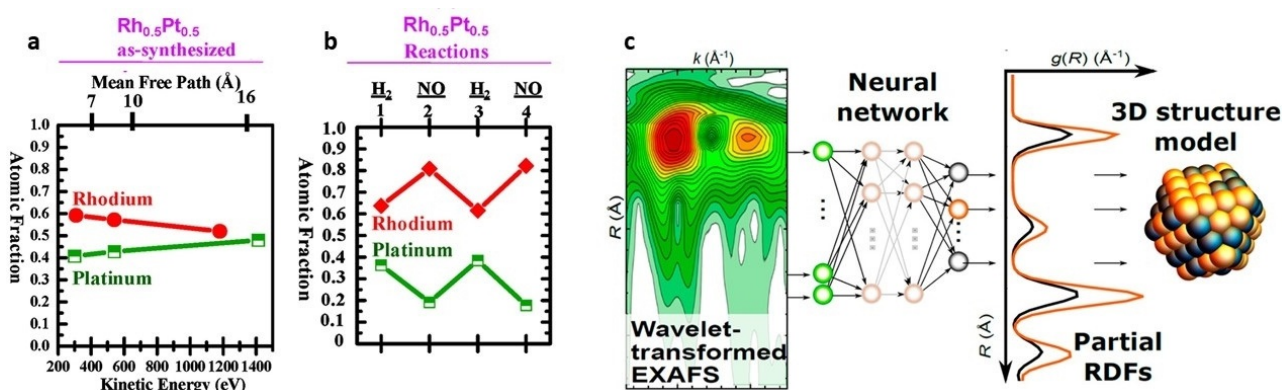 a
Rh0.5Pt0.5
as-synthesized
Mean Free Path (Å)
7 10 16
Atomic Fraction
1.0
0.9
0.8
0.7
0.6
0.5
0.4
0.3
0.2
0.1
0.0
Rhodium
Platinum
200 400 600 800 1000 1200 1400
Kinetic Energy (eV)
b
Rh0.5Pt0.5
Reactions
H2 NO H2 NO
1 2 3 4
Atomic Fraction
1.0
0.9
0.8
0.7
0.6
0.5
0.4
0.3
0.2
0.1
0
Rhodium
Platinum
c
k (Å-1)
R (Å)
Wavelet-
transformed
EXAFS
Neural
network
g(R) (Å-1)
3D structure
model
R (Å)
Partial
RDFs